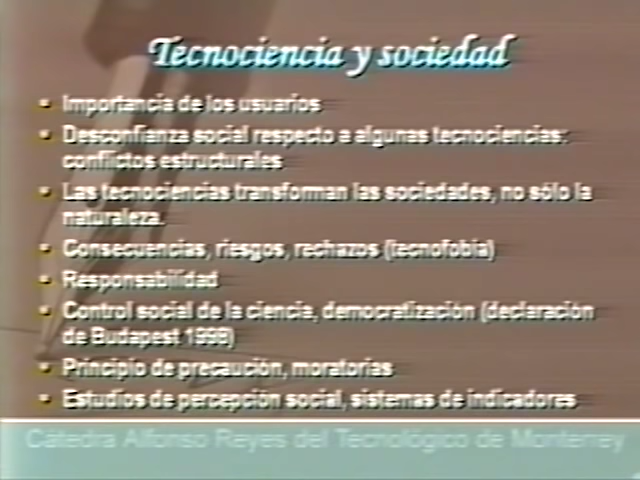 Tecnociencia y sociedad
Importancia de los usuarios
Desconfianza social respecto a algunas tecnociencias:
conflictos estructurales
Las tecnociencias transforman las sociedades, no sólo la
naturaleza.
Consecuencias, riesgos, rechazos (tecnofobia)
Responsabilidad
Control social de la ciencia, democratización (declaración
de Budapest
Principio de precaución, moratorias
Estudios de percepción social, sistemas de indicadores
Cátedra Alfonso Reyes del Tecnológico de Monterrey